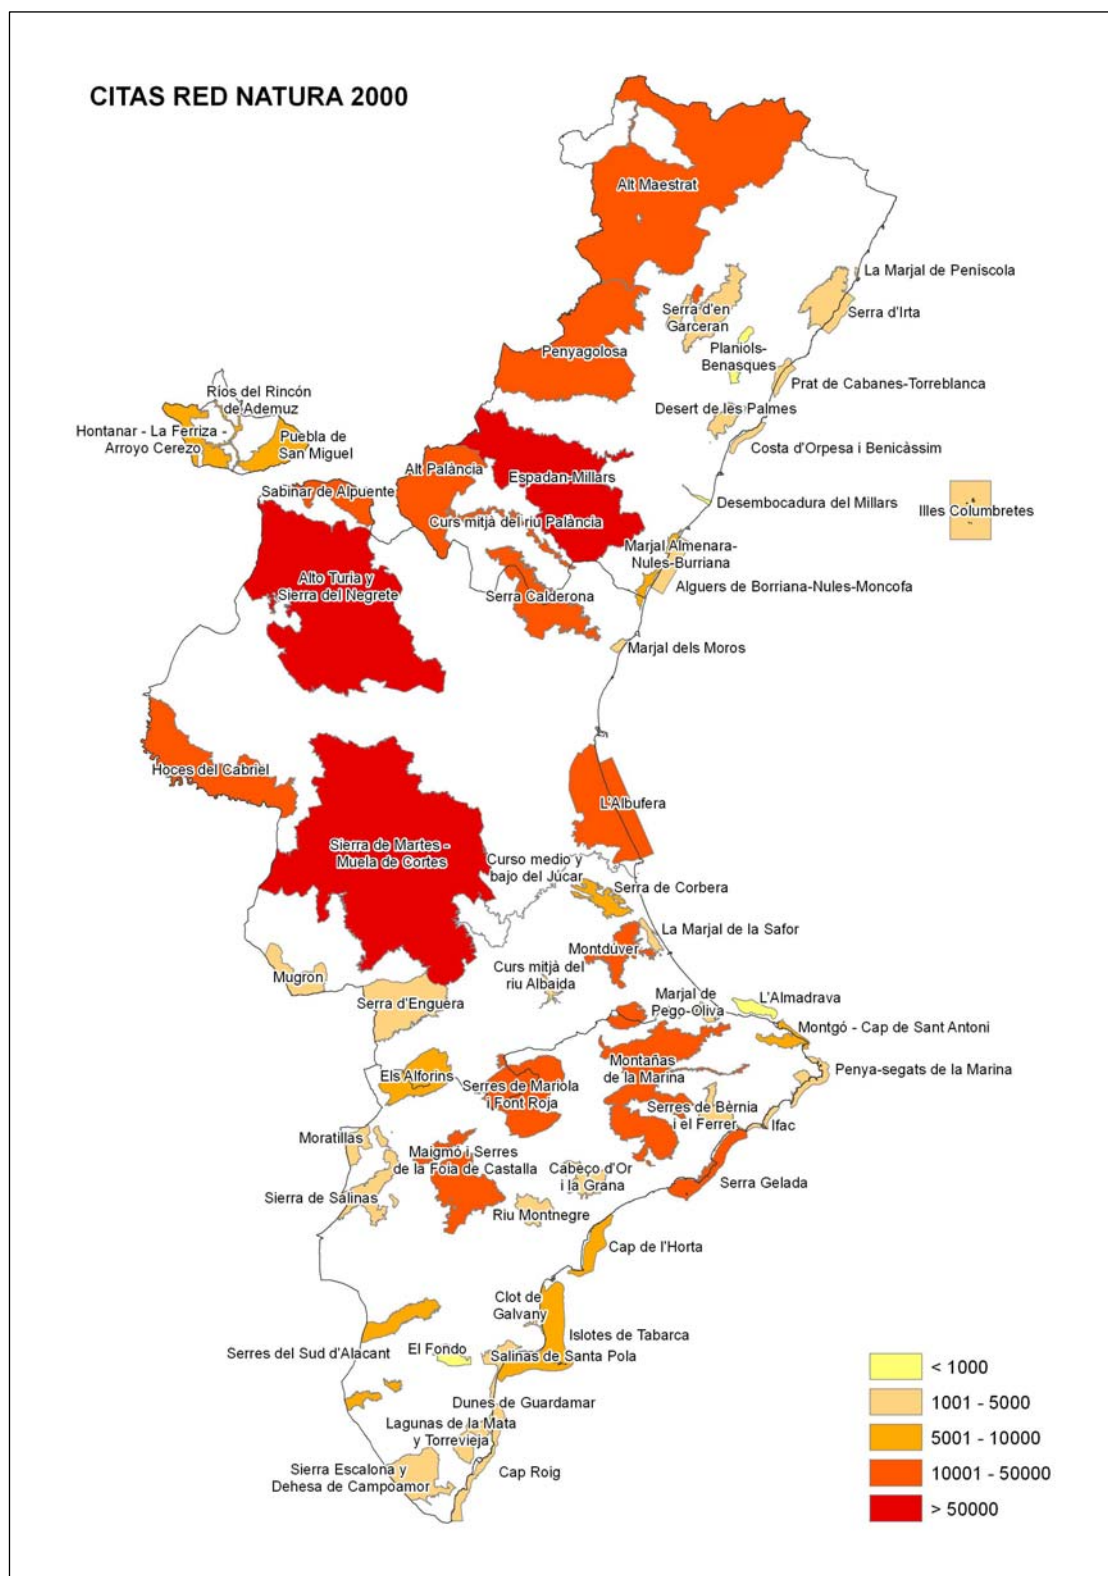 CITAS RED NATURA 2000
Alt Maestrat
La Marjal de Peníscola
Serra d'en
Garceran
Serra d'Irta
Planiols-
Benasques
Penyagolosa
Prat de Cabanes-Torreblanca
Ríos del Rincón
de Ademuz
Desert de les Palmes
Hontanar - La Ferriza -
Arroyo Cerezo
Puebla de
San Miguel
Costa d'Orpesa i Benicàssim
Alt Palància
Espadan-Millars
Sabinar de Alpuente
Desembocadura del Millars
Illes Columbretes
Curs mitjà del riu Palància
Marjal Almenara-
Nules-Burriana
Alto Turia y
Sierra del Negrete
Alguers de Borriana-Nules-Moncofa
Serra Calderona
Marjal dels Moros
Hoces del Cabriel
L'Albufera
Sierra de Martes -
Muela de Cortes
Curso medio y
bajo del Júcar
Serra de Corbera
La Marjal de la Safor
Montdúver
Mugron
Curs mitjà del
riu Albaida
Serra d'Enguera
Marjal de
Pego-Oliva
L'Almadrava
Montgó - Cap de Sant Antoni
Els Alforins
Serres de Mariola
i Font Roja
Montañas
de la Marina
Penya-segats de la Marina
Serres de Bèrnia
i el Ferrer
Ifac
Moratillas
Maigmó i Serres
de la Foia de Castalla
Cabeço d'Or
i la Grana
Serra Gelada
Sierra de Salinas
Riu Montnegre
Cap de l'Horta
Clot de
Galvany
Islotes de Tabarca
Serres del Sud d'Alacant
El Fondo
Salinas de Santa Pola
Dunes de Guardamar
Lagunas de la Mata
y Torrevieja
Sierra Escalona y
Dehesa de Campoamor
Cap Roig
< 1000
1001 - 5000
5001 - 10000
10001 - 50000
> 50000